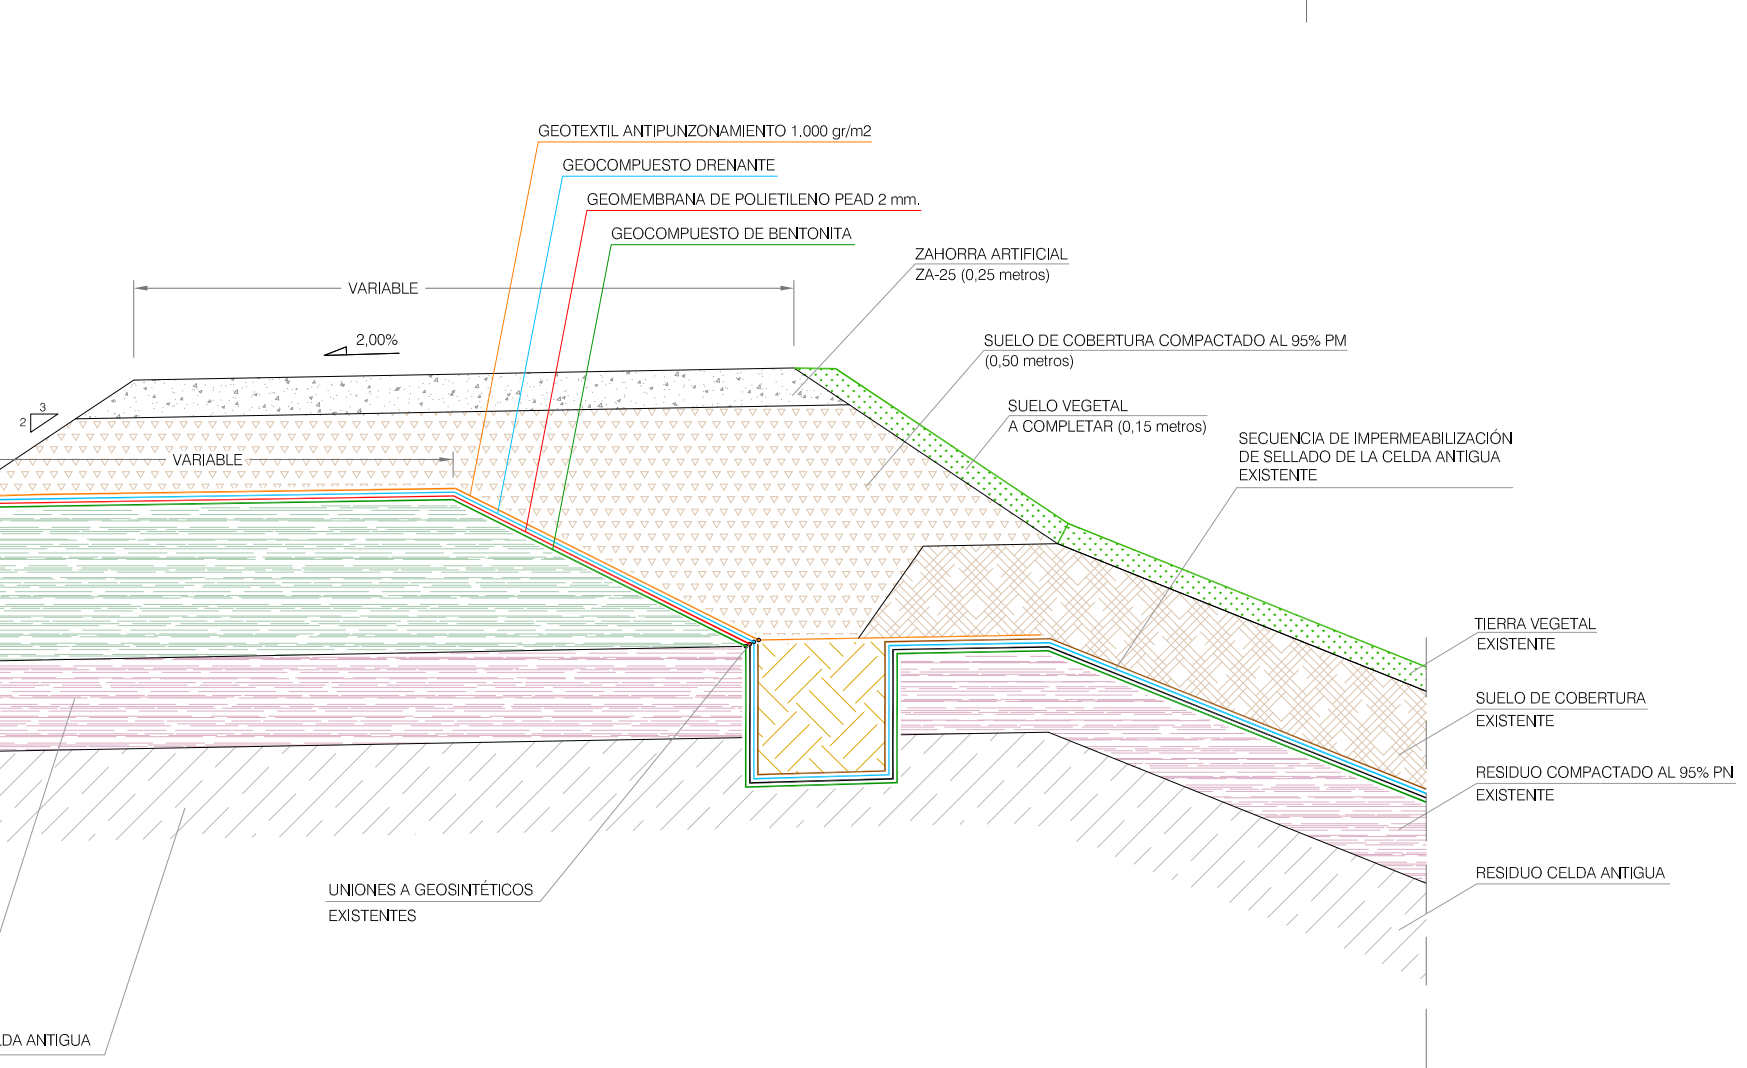 GEOTEXTIL ANTIPUNZONAMIENTO 1.000 gr/m2
GEOCOMPUESTO DRENANTE
GEOMEMBRANA DE POLIETILENO PEAD 2 mm.
GEOCOMPUESTO DE BENTONITA
ZAHORRA ARTIFICIAL
ZA-25 (0,25 metros)
VARIABLE
2,00%
SUELO DE COBERTURA COMPACTADO AL 95% PM
(0,50 metros)
3
2
SUELO VEGETAL
A COMPLETAR (0,15 metros)
VARIABLE
SECUENCIA DE IMPERMEABILIZACIÓN
DE SELLADO DE LA CELDA ANTIGUA
EXISTENTE
TIERRA VEGETAL
EXISTENTE
SUELO DE COBERTURA
EXISTENTE
RESIDUO COMPACTADO AL 95% PN
EXISTENTE
RESIDUO CELDA ANTIGUA
UNIONES A GEOSINTÉTICOS
EXISTENTES
LDA ANTIGUA